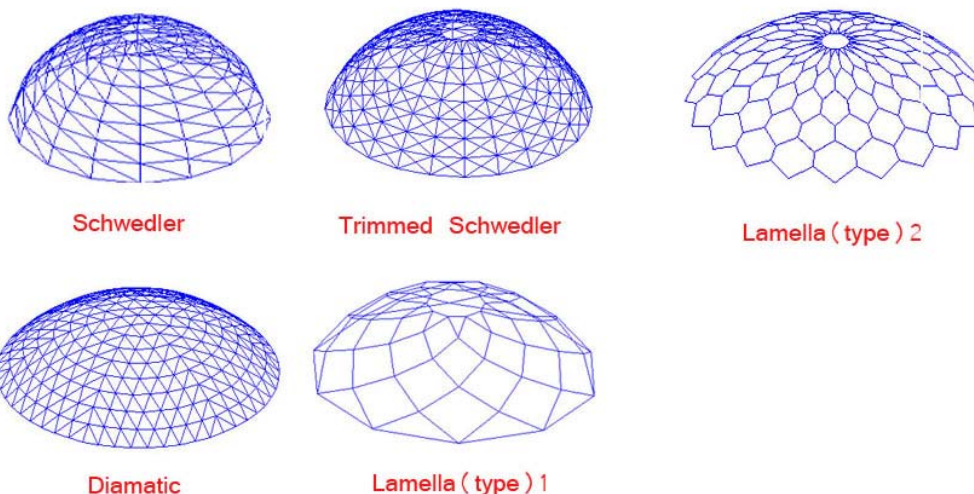 Schwedler
Trimmed Schwedler
Lamella ( type ) 2
Diamatic
Lamella ( type ) 1